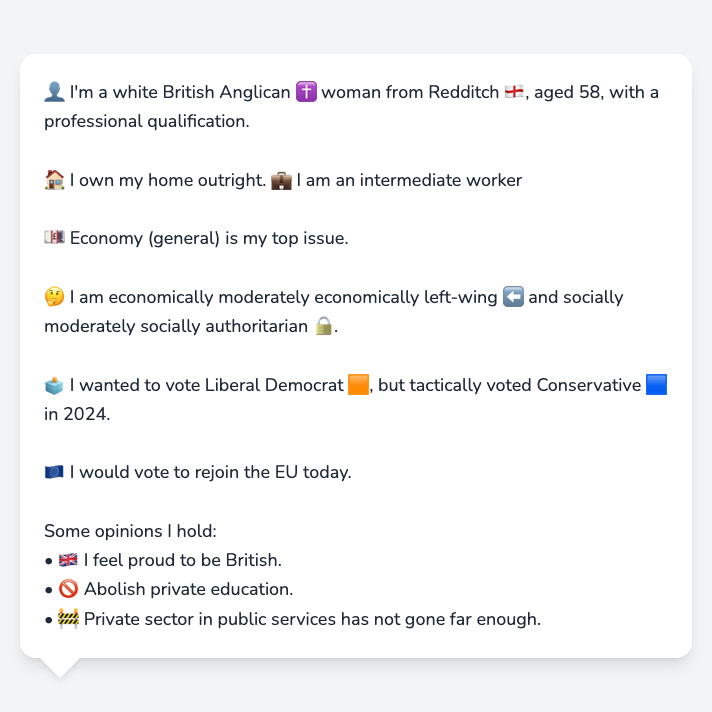 👤 I'm a white British Anglican ✝️ woman from Redditch 🏴󠁧󠁢󠁥󠁮󠁧󠁿, aged 58, with a
professional qualification.
🏠 I own my home outright. 💼 I am an intermediate worker
💷 Economy (general) is my top issue.
🤔 I am economically moderately economically left-wing ⬅️ and socially
moderately socially authoritarian 🔒.
🗳️ I wanted to vote Liberal Democrat 🟧, but tactically voted Conservative 🟦
in 2024.
🇪🇺 I would vote to rejoin the EU today.
Some opinions I hold:
• 🇬🇧 I feel proud to be British.
• 🚫 Abolish private education.
• 🚧 Private sector in public services has not gone far enough.